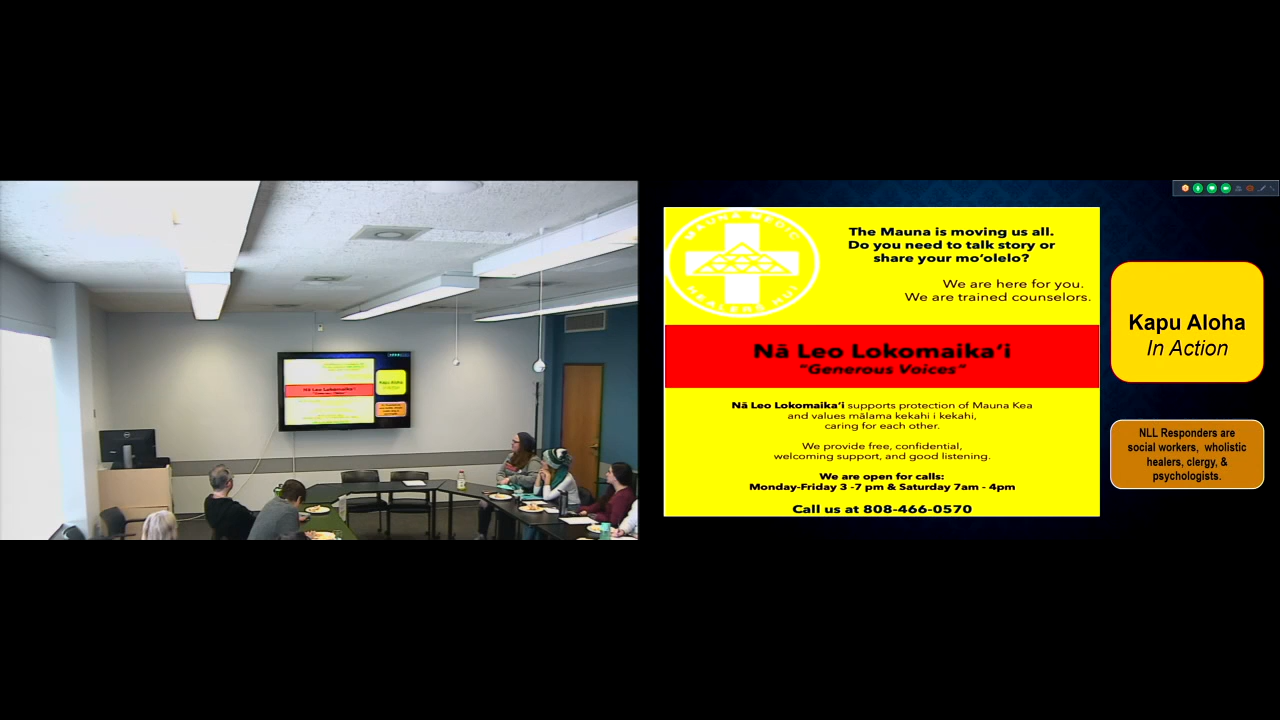 MAUNA MEDIC
HEALERS HUI
The Mauna is moving us all.
Do you need to talk story or
share your mo‘olelo?
We are here for you.
We are trained counselors.
Nā Leo Lokomaika‘i
"Generous Voices"
Nā Leo Lokomaika‘i supports protection of Mauna Kea
and values mālama kekahi i kekahi,
caring for each other.
We provide free, confidential,
welcoming support, and good listening.
We are open for calls:
Monday-Friday 3 -7 pm & Saturday 7am - 4pm
Call us at 808-466-0570
Kapu Aloha
In Action
NLL Responders are
social workers, wholistic
healers, clergy, &
psychologists.